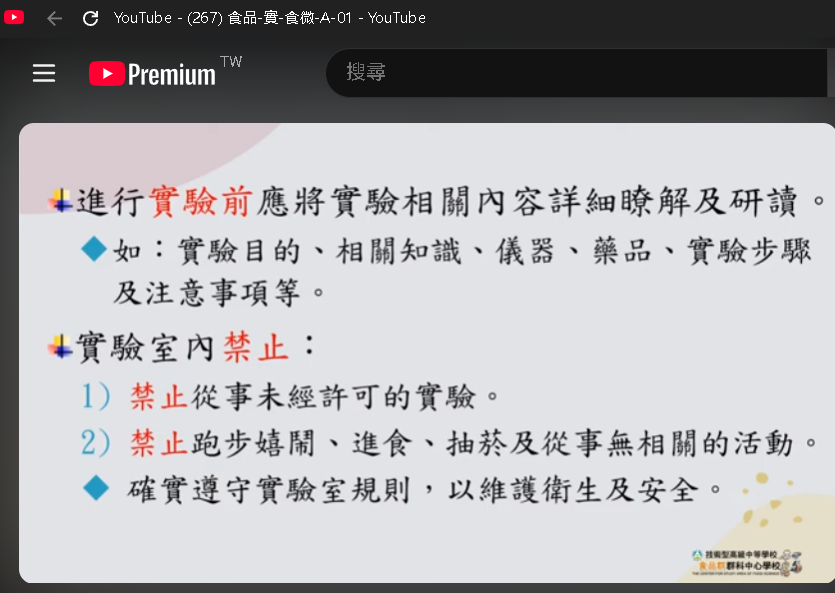 YouTube - (267) 食品-實-食微-A-01 - YouTube
Premium TW
搜尋
進行實驗前應將實驗相關內容詳細瞭解及研讀。
如：實驗目的、相關知識、儀器、藥品、實驗步驟
及注意事項等。
實驗室內禁止：
1) 禁止從事未經許可的實驗。
2) 禁止跑步嬉鬧、進食、抽菸及從事無相關的活動。
確實遵守實驗室規則，以維護衛生及安全。
技術型高級中等學校
食品群群科中心學校